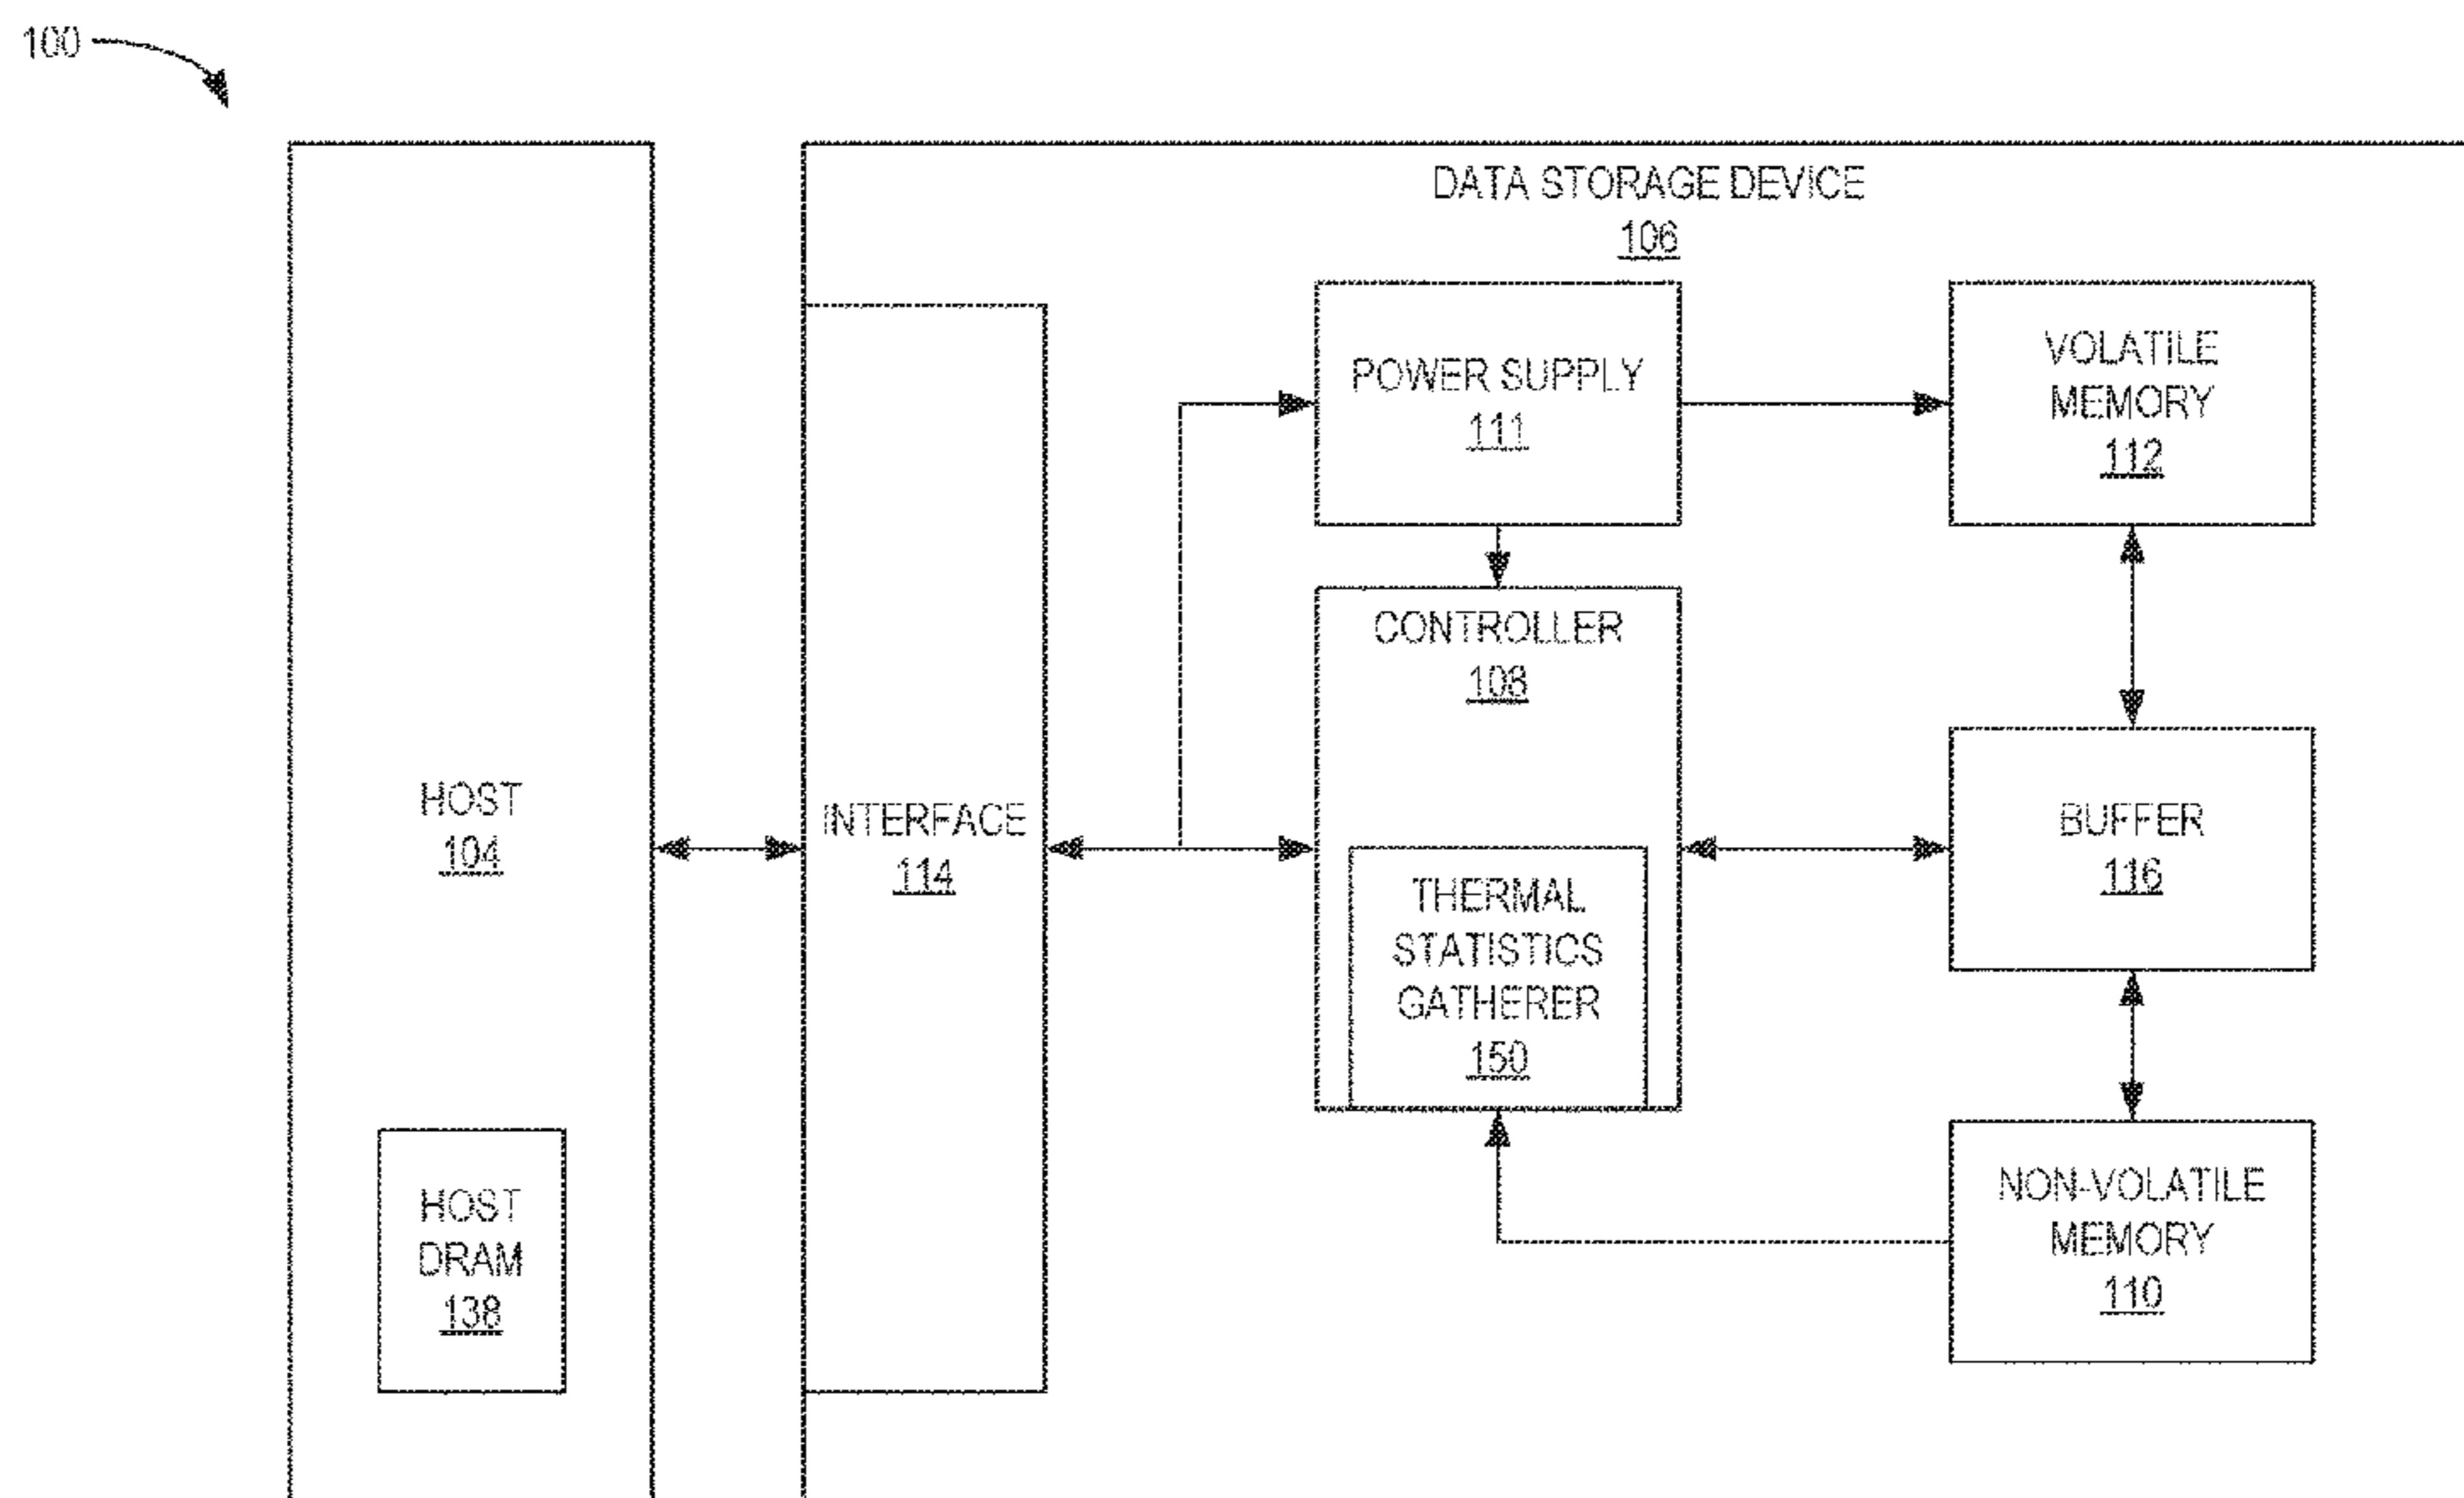 100
DATA STORAGE DEVICE
106
POWER SUPPLY
111
VOLATILE
MEMORY
112
CONTROLLER
108
HOST
104
INTERFACE
114
THERMAL
STATISTICS
GATHERER
150
BUFFER
116
HOST
DRAM
138
NON-VOLATILE
MEMORY
110